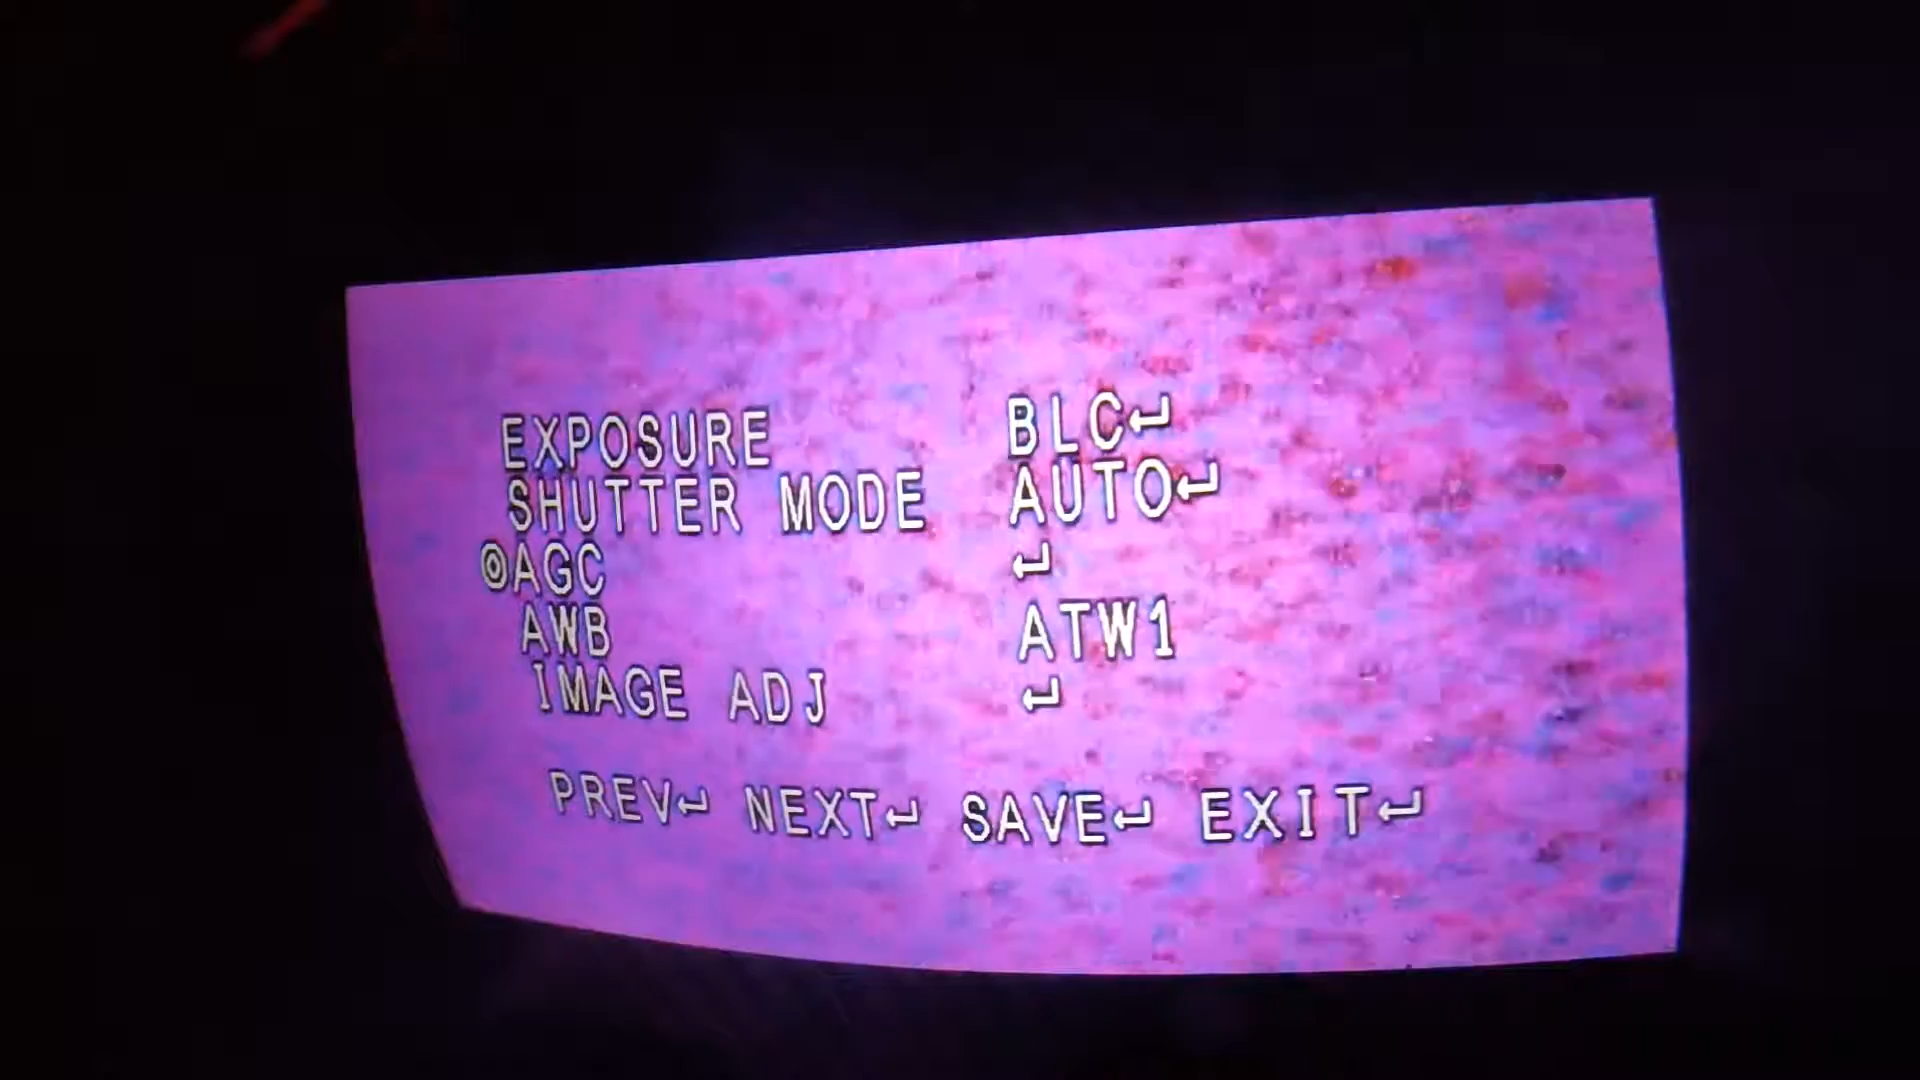 EXPOSURE BLC↵
SHUTTER MODE AUTO↵
◎AGC ↵
AWB ATW1
IMAGE ADJ ↵
PREV↵ NEXT↵ SAVE↵ EXIT↵